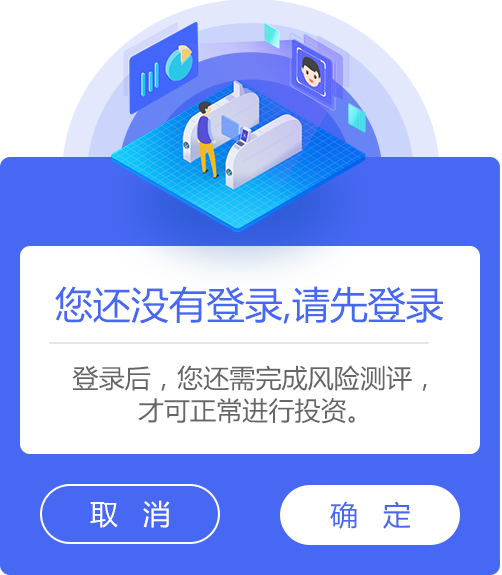 您还没有登录,请先登录
登录后，您还需完成风险测评，
才可正常进行投资。
取 消
确 定